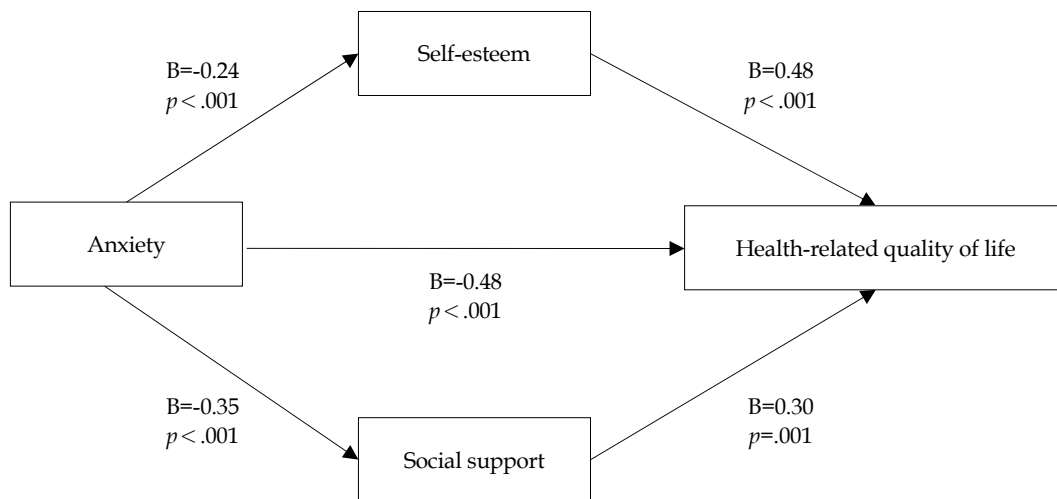 Self-esteem
B=-0.24
p < .001
B=0.48
p < .001
Anxiety
Health-related quality of life
B=-0.48
p < .001
B=-0.35
p < .001
B=0.30
p=.001
Social support